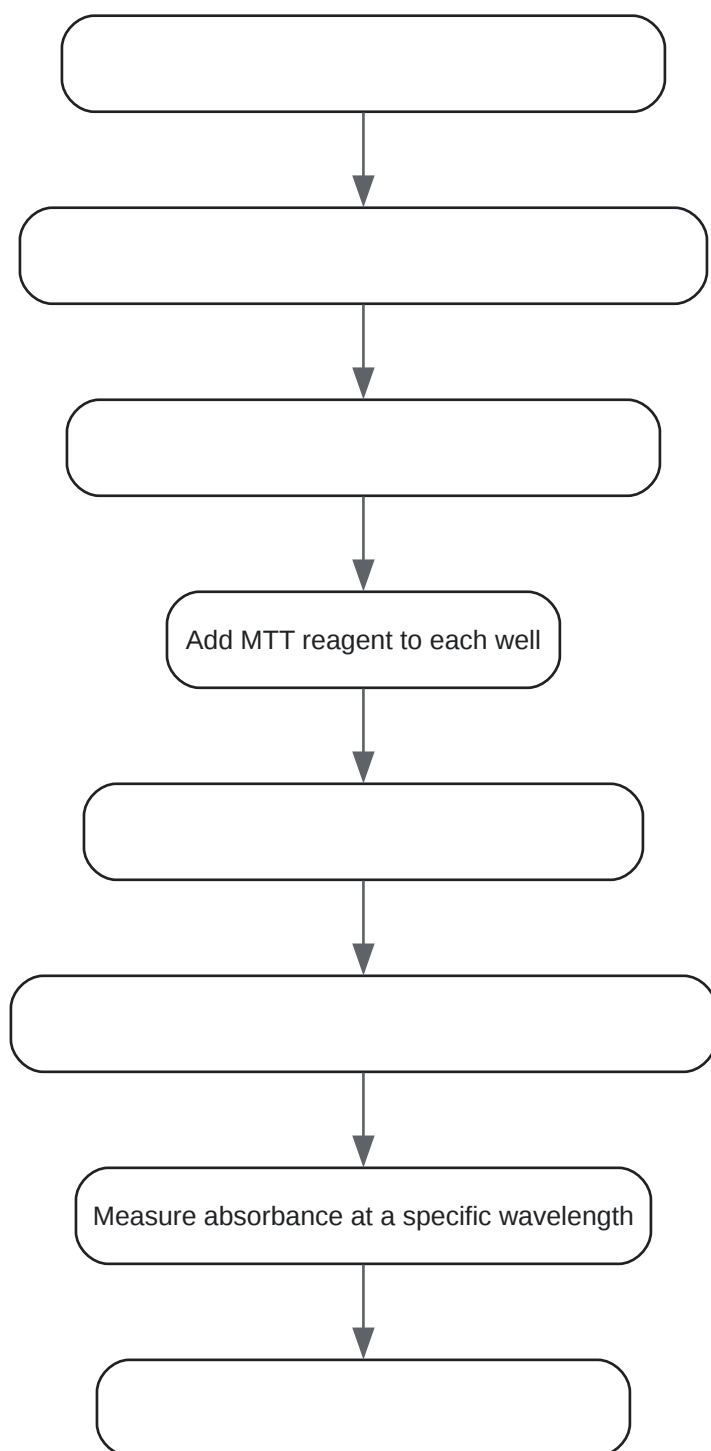 Add MTT reagent to each well
Measure absorbance at a specific wavelength